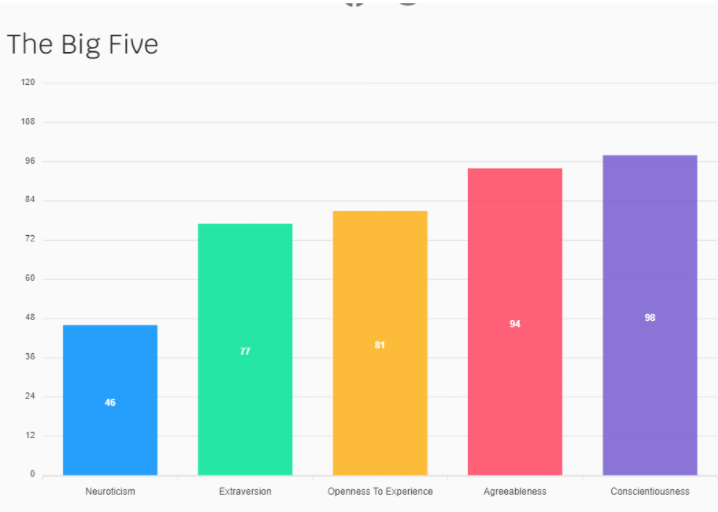 The Big Five
120
108
96
84
72
60
48
36
24
12
0
46
77
81
94
98
Neuroticism
Extraversion
Openness To Experience
Agreeableness
Conscientiousness